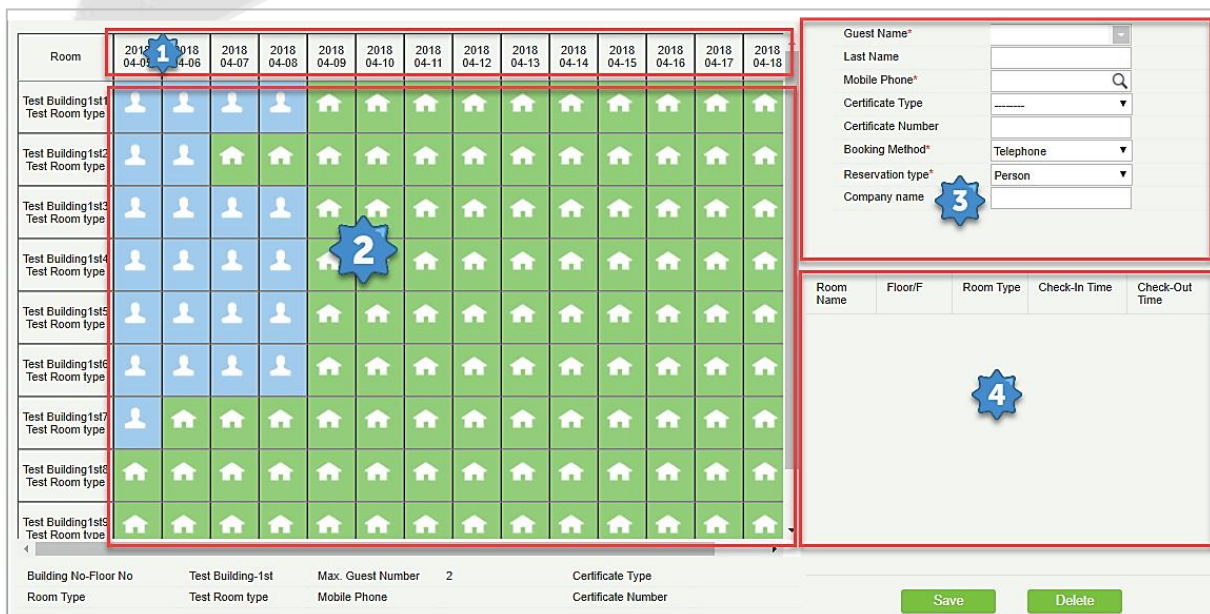 Room
2018 2018 2018 2018 2018 2018 2018 2018 2018 2018 2018 2018 2018
04-05 04-06 04-07 04-08 04-09 04-10 04-11 04-12 04-13 04-14 04-15 04-16 04-17 04-18
1
Test Building1st1
Test Room type
Test Building1st2
Test Room type
Test Building1st3
Test Room type
Test Building1st4
Test Room type
Test Building1st5
Test Room type
Test Building1st6
Test Room type
Test Building1st7
Test Room type
Test Building1st8
Test Room type
Test Building1st9
Test Room type
2
Building No-Floor No Test Building-1st Max. Guest Number 2 Certificate Type
Room Type Test Room type Mobile Phone Certificate Number
Guest Name*
Last Name
Mobile Phone*
Certificate Type --------
Certificate Number
Booking Method* Telephone
Reservation type* Person
Company name
3
Room Name Floor/F Room Type Check-In Time Check-Out Time
4
Save Delete